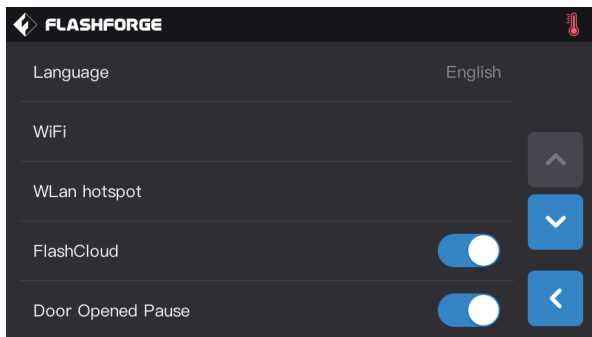 FLASHFORGE
Language English
WiFi
WLan hotspot
FlashCloud
Door Opened Pause